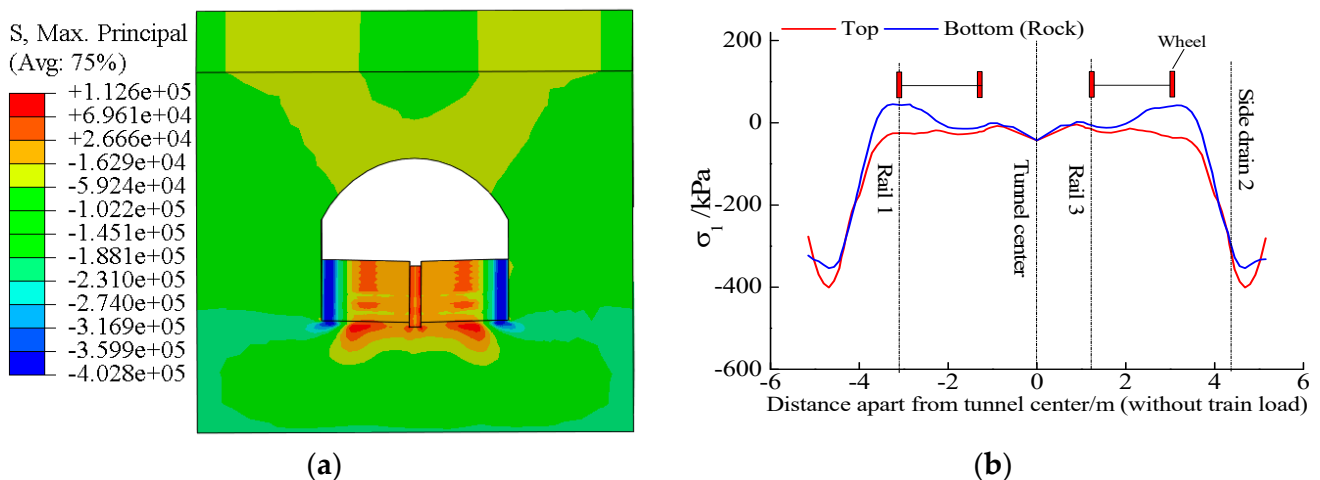 S, Max. Principal
(Avg: 75%)
+1.126e+05
+6.961e+04
+2.666e+04
-1.629e+04
-5.924e+04
-1.022e+05
-1.451e+05
-1.881e+05
-2.310e+05
-2.740e+05
-3.169e+05
-3.599e+05
-4.028e+05
(a)
Top
Bottom (Rock)
Wheel
200
0
-200
-400
-600
σ1 /kPa
Rail 1
Tunnel center
Rail 3
Side drain 2
-6
-4
-2
0
2
4
6
Distance apart from tunnel center/m (without train load)
(b)